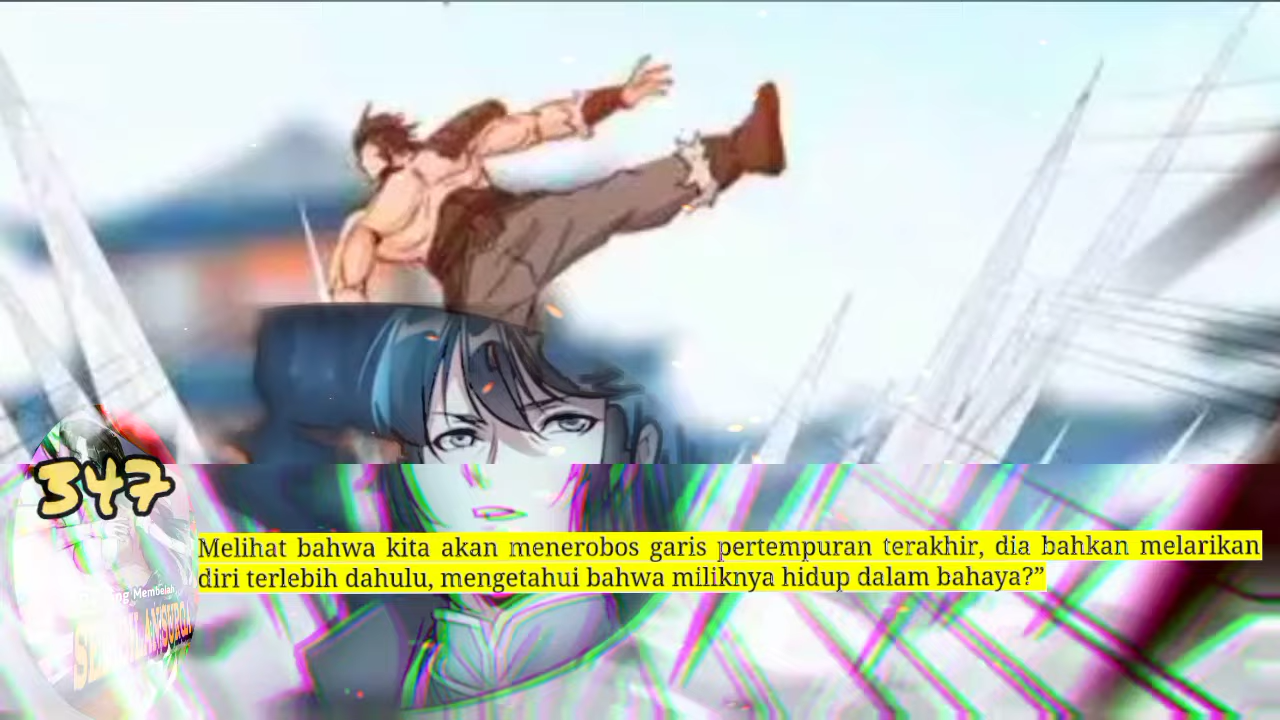 347
Melihat bahwa kita akan menerobos garis pertempuran terakhir, dia bahkan melarikan
diri terlebih dahulu, mengetahui bahwa miliknya hidup dalam bahaya?”
Membelah